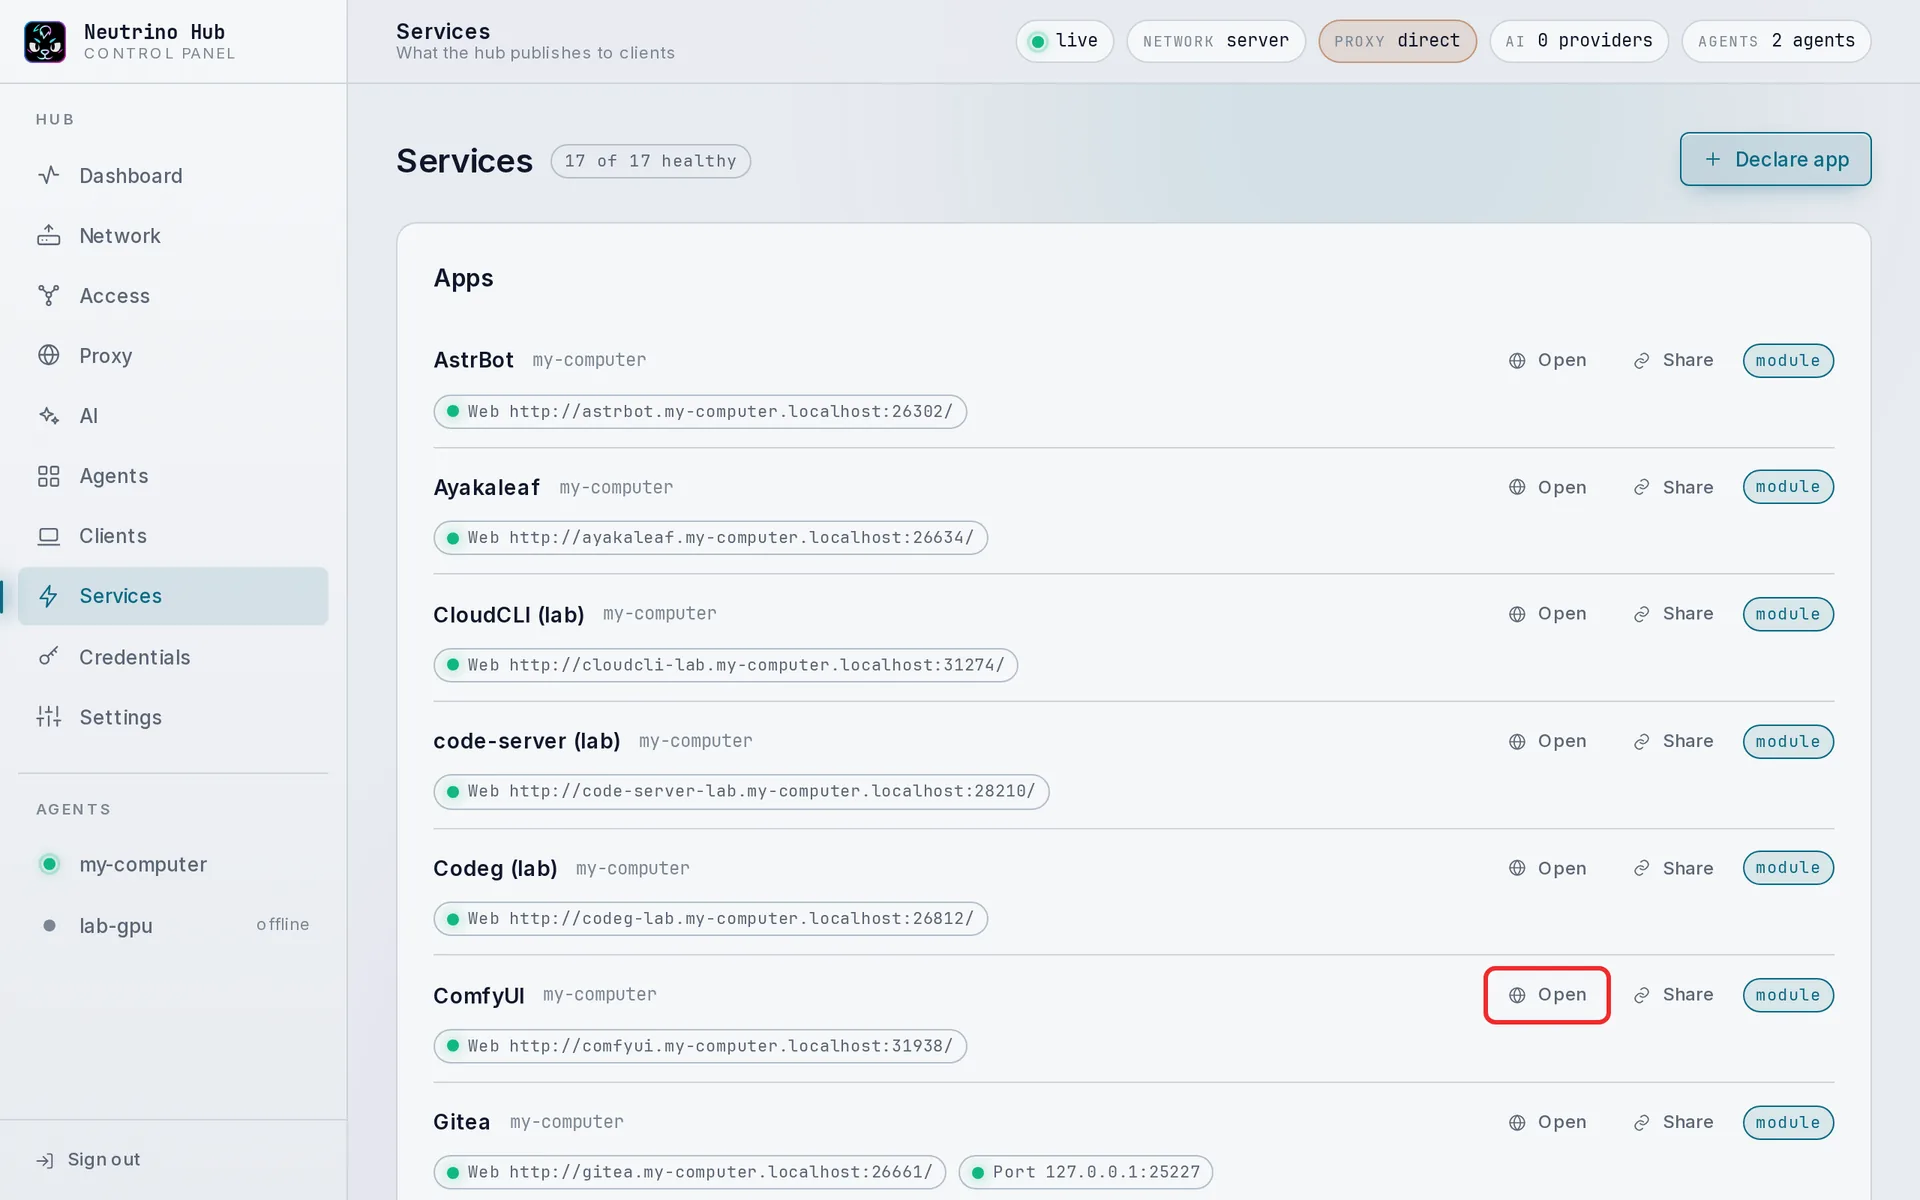 Neutrino Hub
CONTROL PANEL
Services
What the hub publishes to clients
live
NETWORK server
PROXY direct
AI 0 providers
AGENTS 2 agents
HUB
Dashboard
Network
Access
Proxy
AI
Agents
Clients
Services
Credentials
Settings
AGENTS
my-computer
lab-gpu offline
Sign out
Services 17 of 17 healthy
+ Declare app
Apps
AstrBot my-computer Open Share module
Web http://astrbot.my-computer.localhost:26302/
Ayakaleaf my-computer Open Share module
Web http://ayakaleaf.my-computer.localhost:26634/
CloudCLI (lab) my-computer Open Share module
Web http://cloudcli-lab.my-computer.localhost:31274/
code-server (lab) my-computer Open Share module
Web http://code-server-lab.my-computer.localhost:28210/
Codeg (lab) my-computer Open Share module
Web http://codeg-lab.my-computer.localhost:26812/
ComfyUI my-computer Open Share module
Web http://comfyui.my-computer.localhost:31938/
Gitea my-computer Open Share module
Web http://gitea.my-computer.localhost:26661/ Port 127.0.0.1:25227